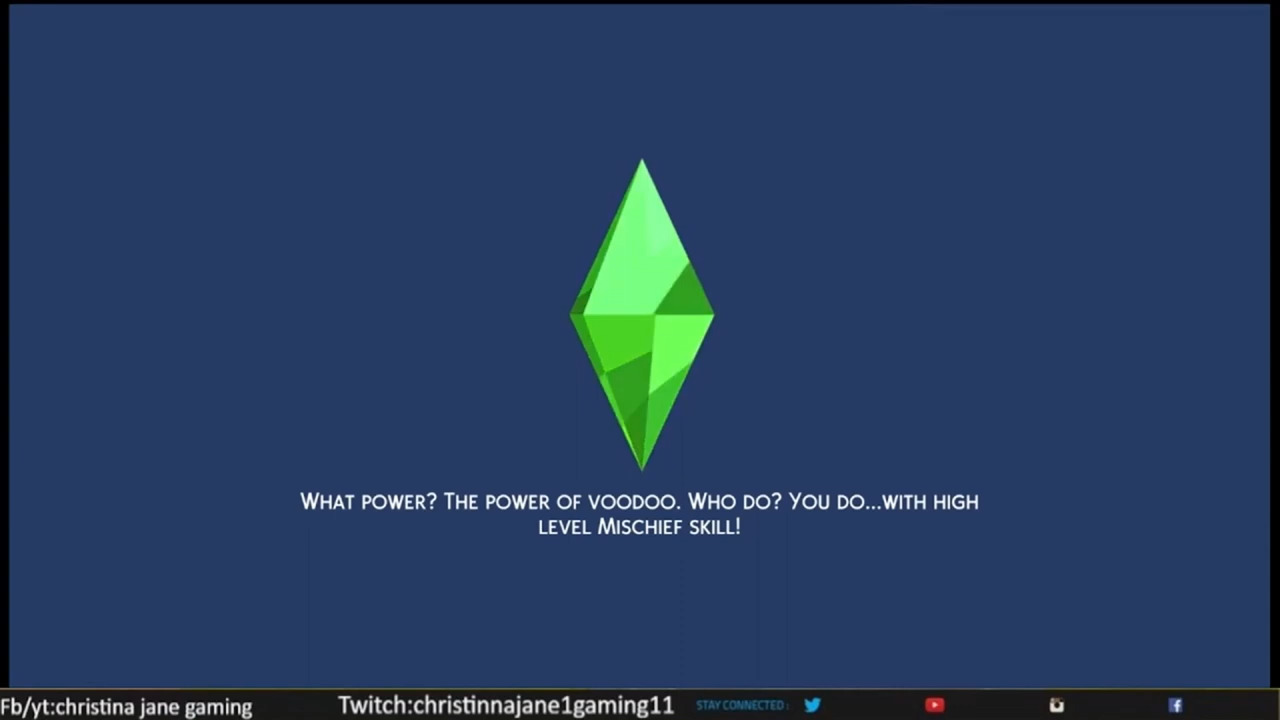 What power? The power of voodoo. Who do? You do...with high
level Mischief skill!
Fb/yt:christina jane gaming
Twitch:christinnajane1gaming11
STAY CONNECTED :